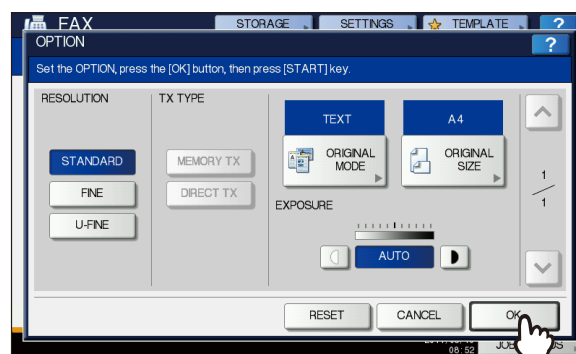 FAX STORAGE SETTINGS TEMPLATE ?
OPTION ?
Set the OPTION, press the [OK] button, then press [START] key.
RESOLUTION TX TYPE
TEXT A4
STANDARD MEMORY TX ORIGINAL MODE ORIGINAL SIZE
FINE DIRECT TX
1
1
EXPOSURE
U-FINE
AUTO
RESET CANCEL OK
08:52